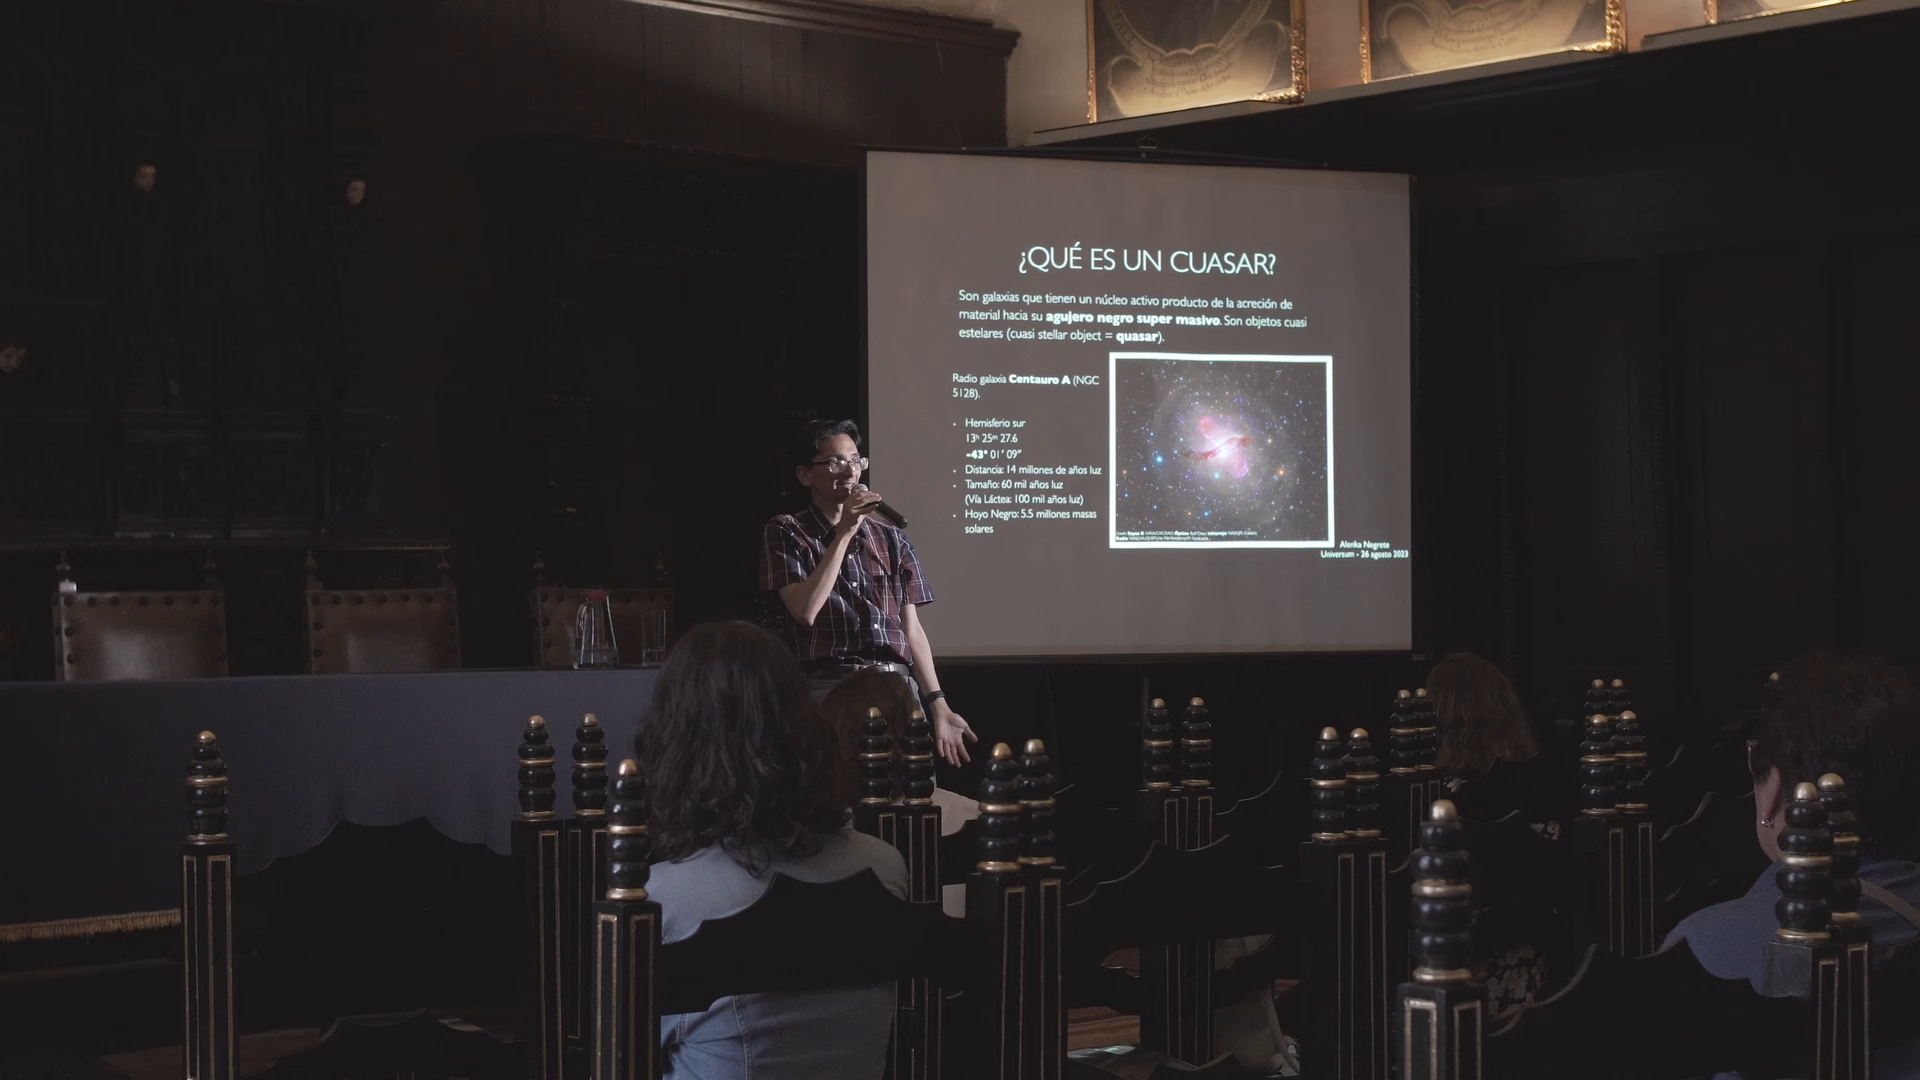 ¿QUÉ ES UN CUASAR?
Son galaxias que tienen un núcleo activo producto de la acreción de
material hacia su agujero negro super masivo. Son objetos cuasi
estelares (cuasi stellar object = quasar).
Radio galaxia Centauro A (NGC
5128).
• Hemisferio sur
13ʰ 25ᵐ 27.6
-43° 01’ 09”
• Distancia: 14 millones de años luz
• Tamaño: 60 mil años luz
(Vía Láctea: 100 mil años luz)
• Hoyo Negro: 5.5 millones masas
solares
Alenka Negrete
Universum - 26 agosto 2023